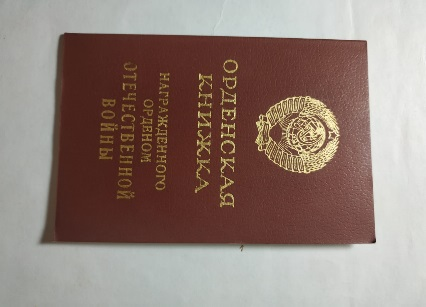 ОРДЕНСКАЯ
КНИЖКА
НАГРАЖДЕННОГО
ОРДЕНОМ
ОТЕЧЕСТВЕННОЙ
ВОЙНЫ